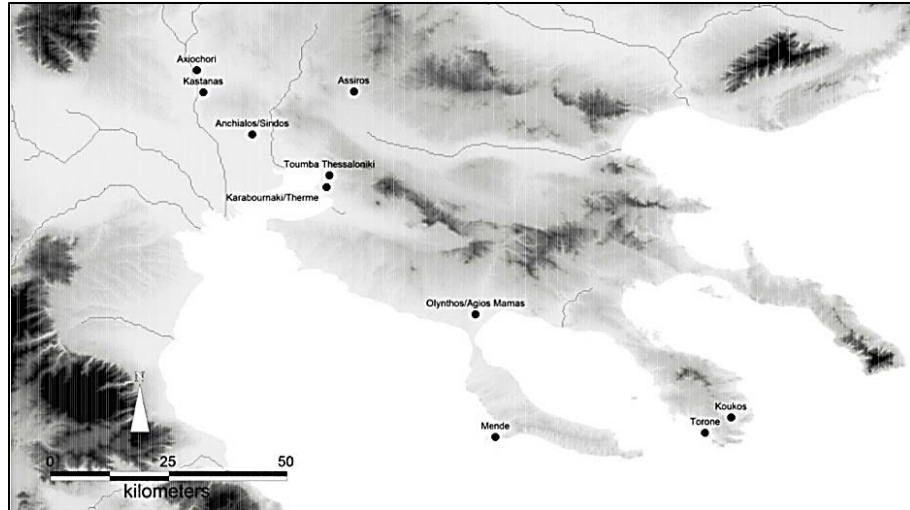 Axiochori
Kastanas
Assiros
Anchialos/Sindos
Toumba Thessaloniki
Karabournaki/Therme
Olynthos/Agios Mamas
Koukos
Mende
Torone
N
0 25 50
kilometers